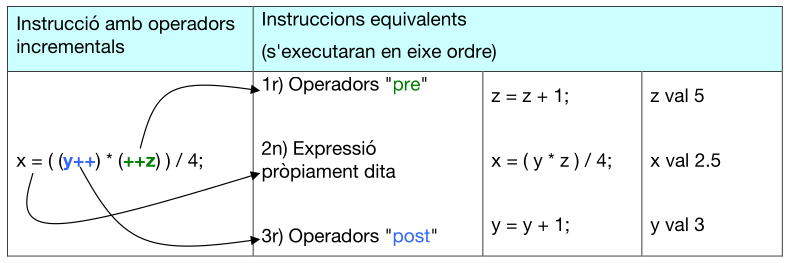 Instrucció amb operadors
incrementals
Instruccions equivalents
(s'executaran en eixe ordre)
x = ( (y++) * (++z) ) / 4;
1r) Operadors "pre"
z = z + 1;
z val 5
2n) Expressió
pròpiament dita
x = ( y * z ) / 4;
x val 2.5
3r) Operadors "post"
y = y + 1;
y val 3